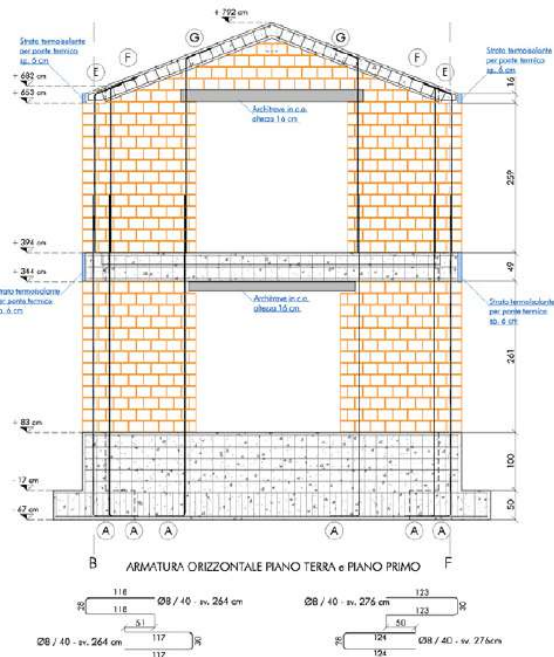 + 792 cm
Strato termoisolante
per ponte termico
sp. 6 cm
G
G
Strato termoisolante
per ponte termico
sp. 6 cm
F
F
E
E
+ 682 cm
+ 653 cm
16
Architrave in c.a.
altezza 16 cm
259
+ 394 cm
+ 344 cm
49
Strato termoisolante
per ponte termico
sp. 6 cm
Architrave in c.a.
altezza 16 cm
Strato termoisolante
per ponte termico
sp. 6 cm
261
+ 83 cm
100
- 17 cm
- 67 cm
50
A
A
A
A
A
A
B
F
ARMATURA ORIZZONTALE PIANO TERRA e PIANO PRIMO
118
28
118
Ø8 / 40 - sv. 264 cm
51
Ø8 / 40 - sv. 264 cm
117
30
117
123
Ø8 / 40 - sv. 276 cm
123
30
50
28
124
124
Ø8 / 40 - sv. 276cm